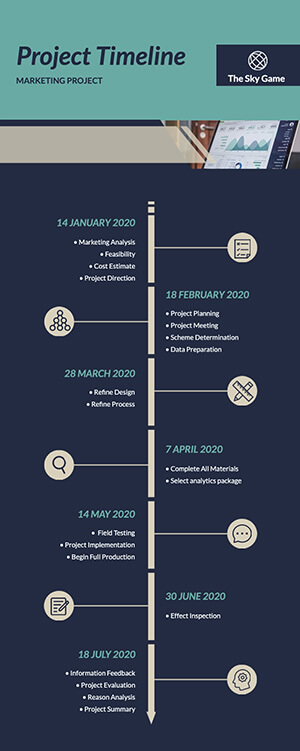 Project Timeline
MARKETING PROJECT
The Sky Game
14 JANUARY 2020
• Marketing Analysis
• Feasibility
• Cost Estimate
• Project Direction
18 FEBRUARY 2020
• Project Planning
• Project Meeting
• Scheme Determination
• Data Preparation
28 MARCH 2020
• Refine Design
• Refine Process
7 APRIL 2020
• Complete All Materials
• Select analytics package
14 MAY 2020
• Field Testing
• Project Implementation
• Begin Full Production
30 JUNE 2020
• Effect Inspection
18 JULY 2020
• Information Feedback
• Project Evaluation
• Reason Analysis
• Project Summary